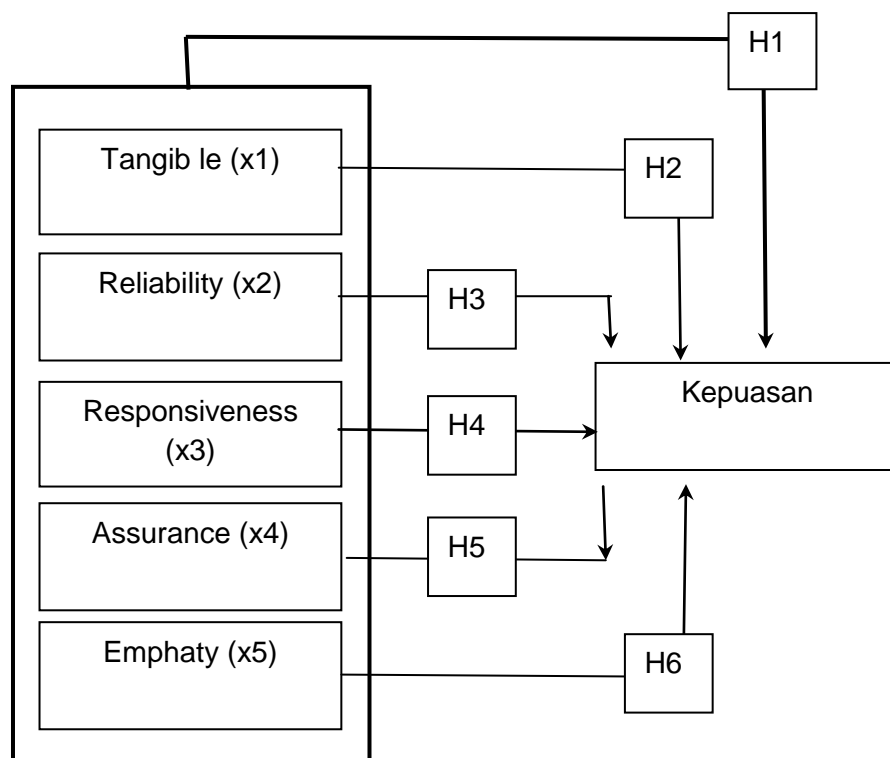 H1
Tangib le (x1)
H2
Reliability (x2)
H3
Kepuasan
Responsiveness
(x3)
H4
Assurance (x4)
H5
Emphaty (x5)
H6